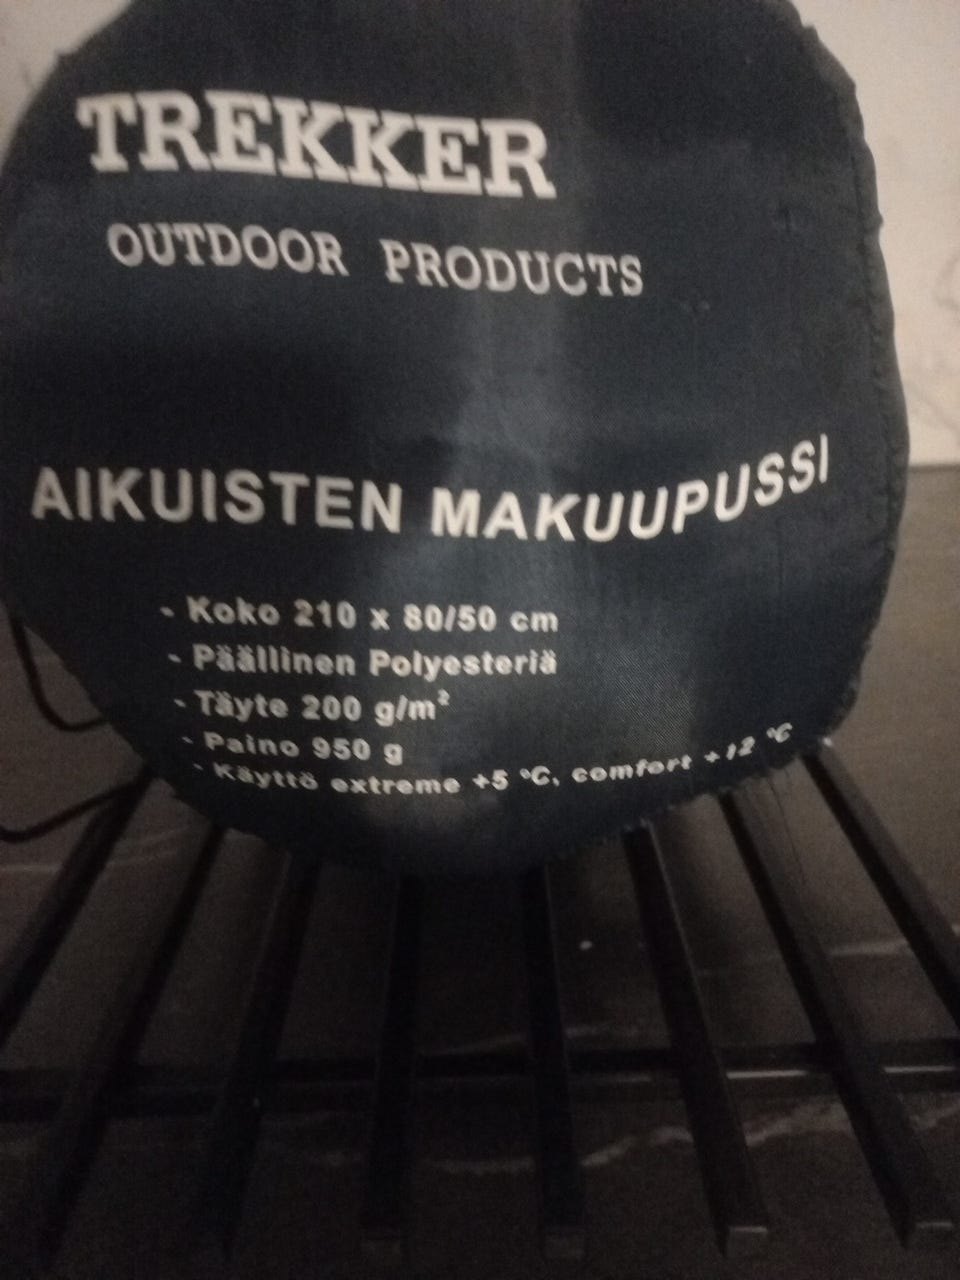 TREKKER
OUTDOOR PRODUCTS
AIKUISTEN MAKUUPUSSI
- Koko 210 x 80/50 cm
- Päällinen Polyesteriä
- Täyte 200 g/m²
- Paino 950 g
- Käyttö extreme +5 °C, comfort +12 °C